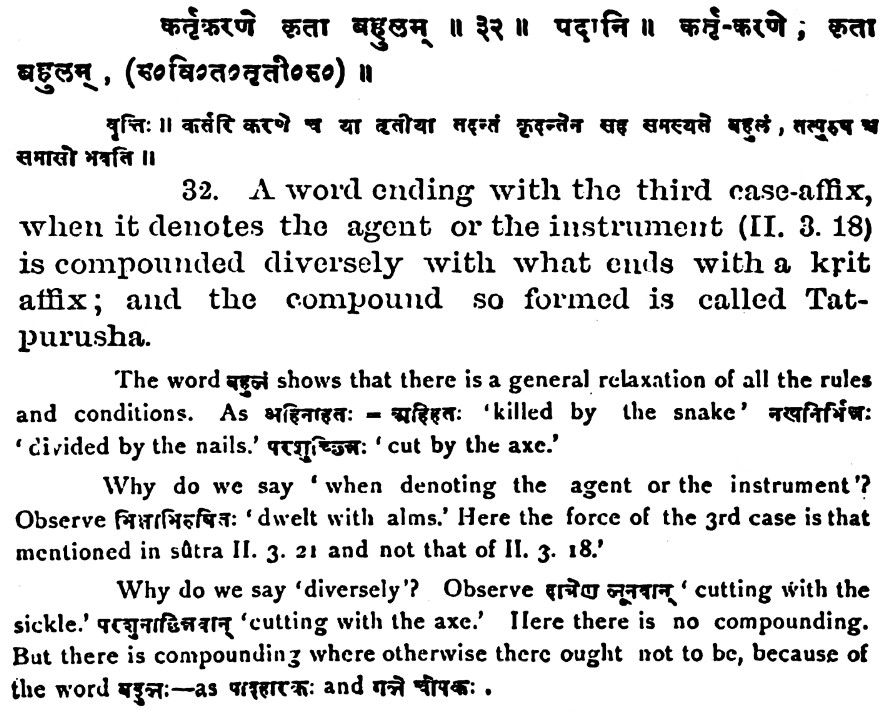 कर्तृकरणे कृता बहुलम् ॥ ३२ ॥ पदानि ॥ कर्तृ-करणे ; कृता
बहुलम् , (स०वि०त०तृती०स०) ॥
वृत्तिः ॥ कर्त्तरि करणे च या तृतीया तदन्तं कृदन्तेन सह समस्यते बहुलं , तत्पुरुष श्च
समासो भवति ॥
32. A word ending with the third case-affix,
when it denotes the agent or the instrument (II. 3. 18)
is compounded diversely with what ends with a kṛit
affix; and the compound so formed is called Tat-
purusha.
The word बहुलं shows that there is a general relaxation of all the rules
and conditions. As अहिनाहतः = अहिहतः 'killed by the snake' नखनिर्भिन्नः
'divided by the nails.' परशुच्छिन्नः 'cut by the axe.'
Why do we say 'when denoting the agent or the instrument'?
Observe भिक्षाभिरुषितः 'dwelt with alms.' Here the force of the 3rd case is that
mentioned in sûtra II. 3. 21 and not that of II. 3. 18.'
Why do we say 'diversely'? Observe दात्रेण लूनवान् 'cutting with the
sickle.' परशुनाछिन्नवान् 'cutting with the axe.' Here there is no compounding.
But there is compounding where otherwise there ought not to be, because of
the word बहुलः—as पादहारकः and गले चोपकः .